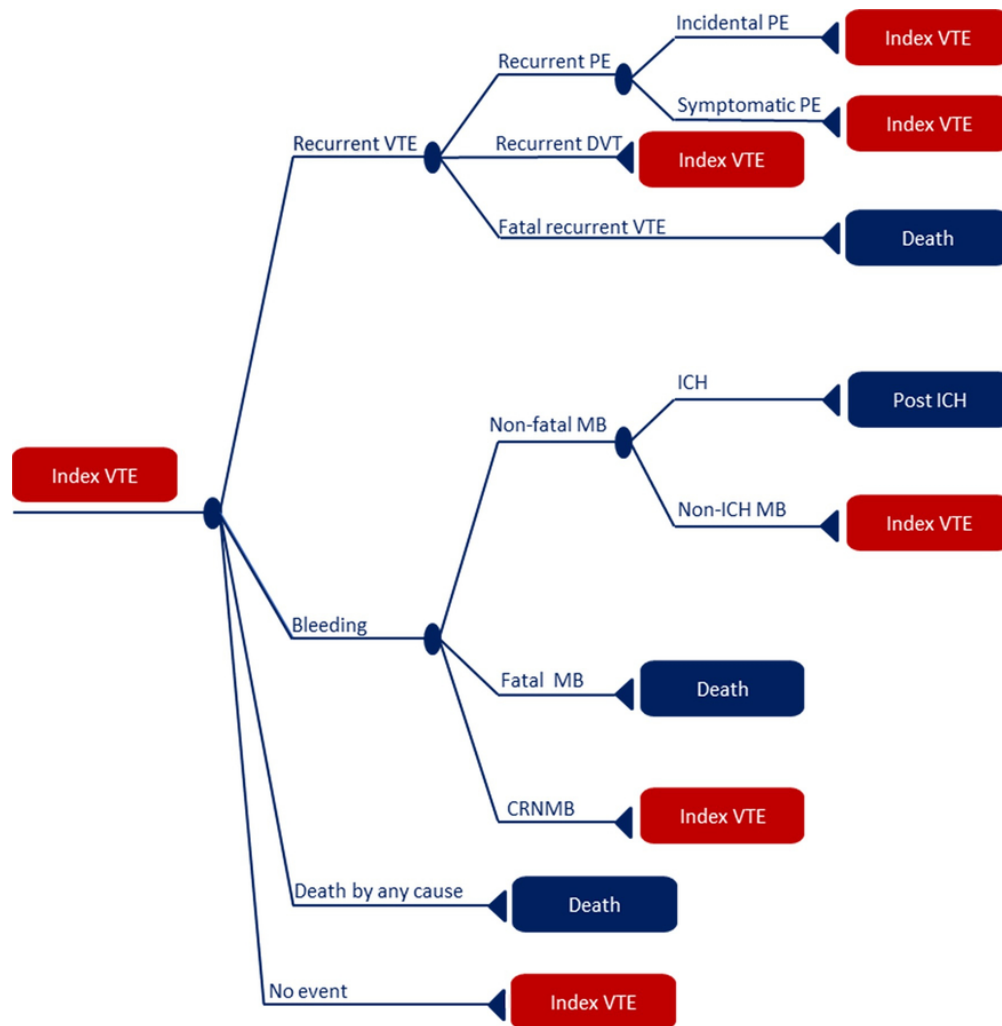 Incidental PE
Index VTE
Recurrent PE
Symptomatic PE
Index VTE
Recurrent VTE
Recurrent DVT
Index VTE
Fatal recurrent VTE
Death
ICH
Post ICH
Non-fatal MB
Index VTE
Non-ICH MB
Index VTE
Bleeding
Fatal MB
Death
CRNMB
Index VTE
Death by any cause
Death
No event
Index VTE